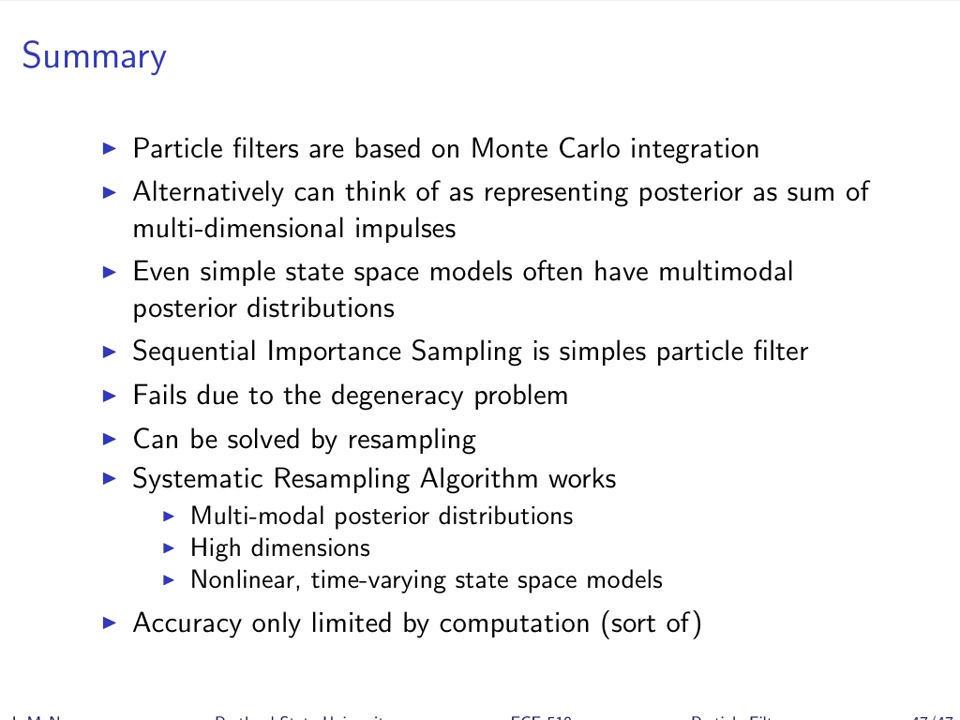 Summary
Particle filters are based on Monte Carlo integration
Alternatively can think of as representing posterior as sum of
multi-dimensional impulses
Even simple state space models often have multimodal
posterior distributions
Sequential Importance Sampling is simples particle filter
Fails due to the degeneracy problem
Can be solved by resampling
Systematic Resampling Algorithm works
Multi-modal posterior distributions
High dimensions
Nonlinear, time-varying state space models
Accuracy only limited by computation (sort of)